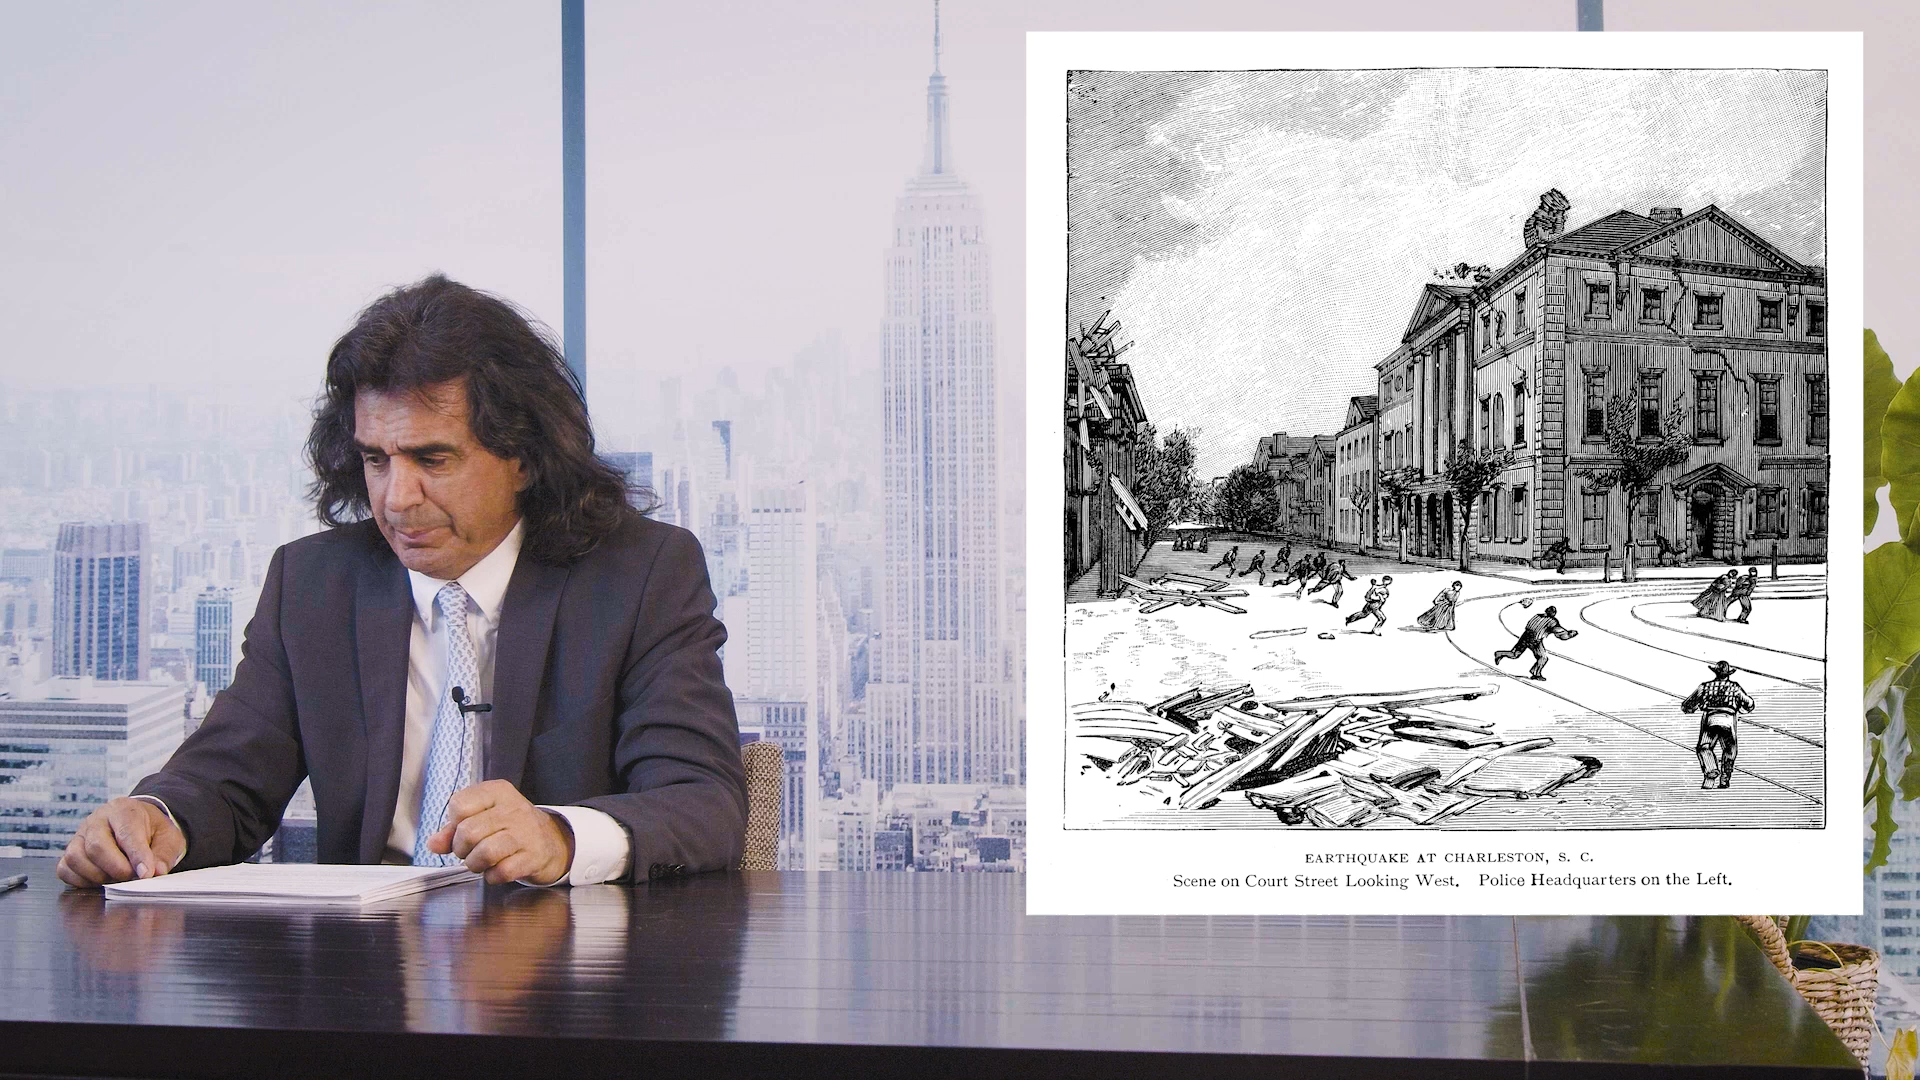 EARTHQUAKE AT CHARLESTON, S. C.
Scene on Court Street Looking West. Police Headquarters on the Left.